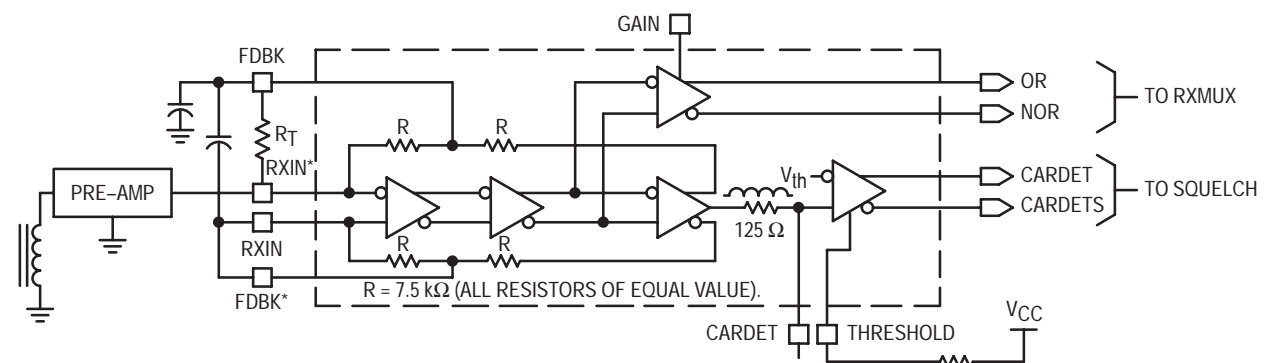 GAIN
FDBK
OR
NOR
TO RXMUX
R
R
RT
RXIN*
PRE–AMP
Vth
CARDET
CARDETS
TO SQUELCH
125 Ω
RXIN
R
R
FDBK*
R = 7.5 kΩ (ALL RESISTORS OF EQUAL VALUE).
VCC
CARDET
THRESHOLD